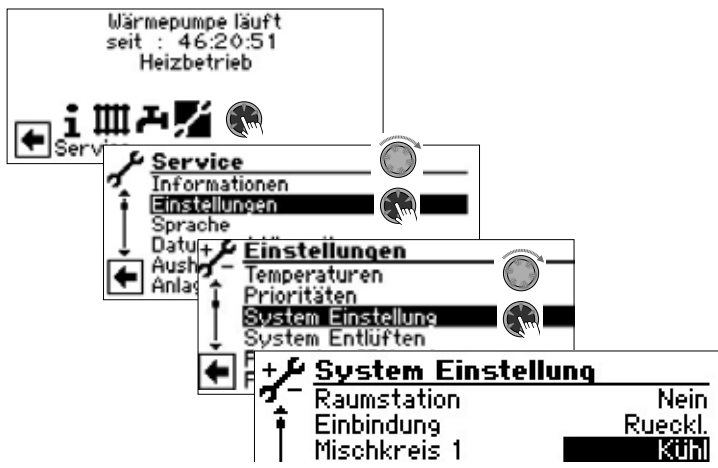 Wärmepumpe läuft
seit : 46:20:51
Heizbetrieb
Service
Informationen
Einstellungen
Sprache
Einstellungen
Temperaturen
Prioritäten
System Einstellung
System Entlüften
System Einstellung
Raumstation Nein
Einbindung Rueckl.
Mischkreis 1 Kühl